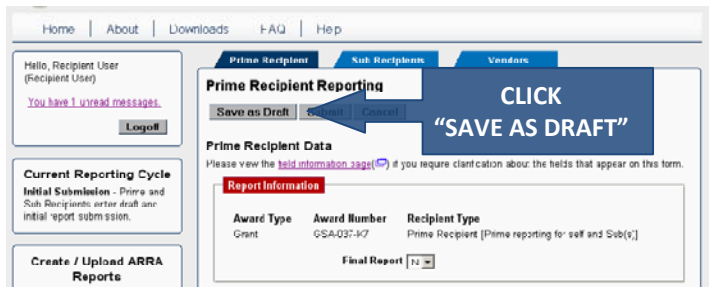 Home | About | Downloads FAQ | Help
Hello, Recipient User
(Recipient User)
You have 1 unread messages.
Logoff
Current Reporting Cycle
Initial Submission - Prime and
Sub Recipients enter draft and
initial report submission.
Create / Upload ARRA
Reports
Prime Recipient Sub Recipients Vendors
Prime Recipient Reporting
Save as Draft Submit Cancel
CLICK
“SAVE AS DRAFT”
Prime Recipient Data
Please view the field information page( ) if you require clarification about the fields that appear on this form.
Report Information
Award Type Award Number Recipient Type
Grant GSA-037-K7 Prime Recipient [Prime reporting for self and Sub(s)]
Final Report N